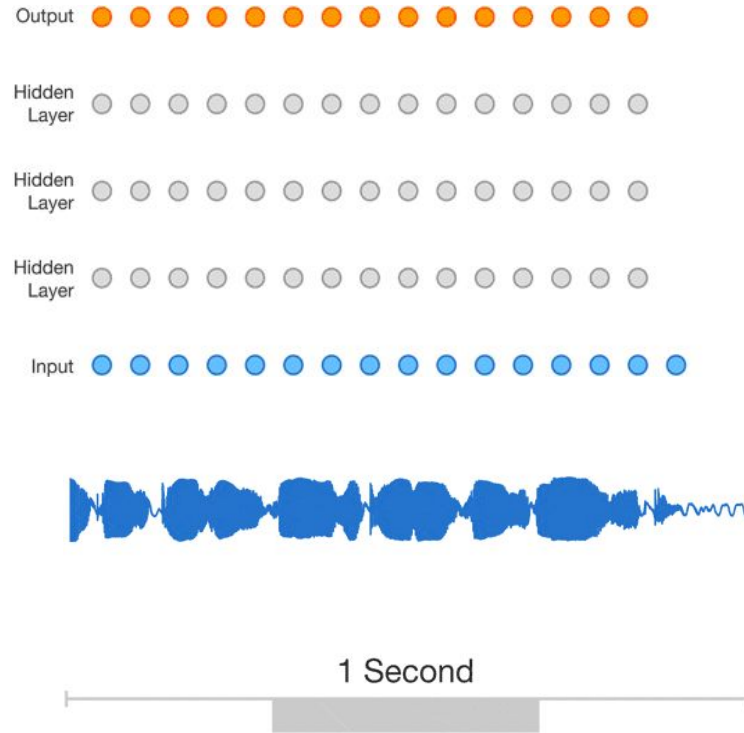 Output
Hidden
Layer
Hidden
Layer
Hidden
Layer
Input
1 Second